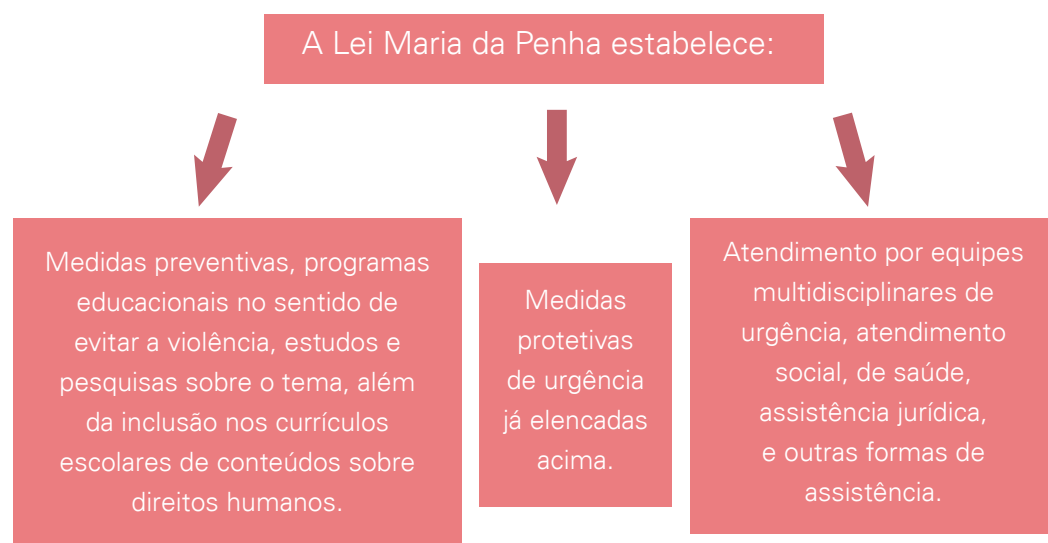 A Lei Maria da Penha estabelece:
Medidas preventivas, programas
educacionais no sentido de
evitar a violência, estudos e
pesquisas sobre o tema, além
da inclusão nos currículos
escolares de conteúdos sobre
direitos humanos.
Medidas
protetivas
de urgência
já elencadas
acima.
Atendimento por equipes
multidisciplinares de
urgência, atendimento
social, de saúde,
assistência jurídica,
e outras formas de
assistência.